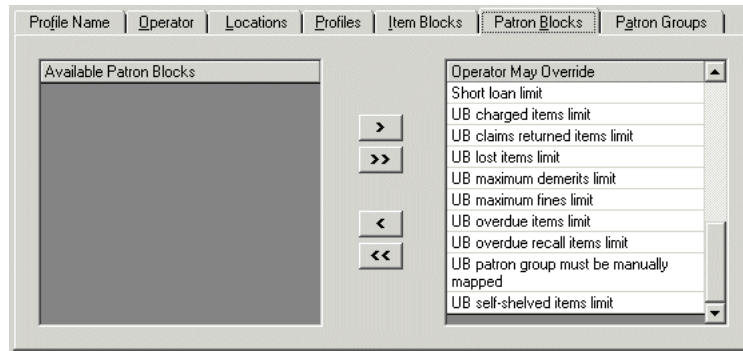 Profile Name
Operator
Locations
Profiles
Item Blocks
Patron Blocks
Patron Groups
Available Patron Blocks
>
>>
<
<<
Operator May Override
Short loan limit
UB charged items limit
UB claims returned items limit
UB lost items limit
UB maximum demerits limit
UB maximum fines limit
UB overdue items limit
UB overdue recall items limit
UB patron group must be manually
mapped
UB self-shelved items limit